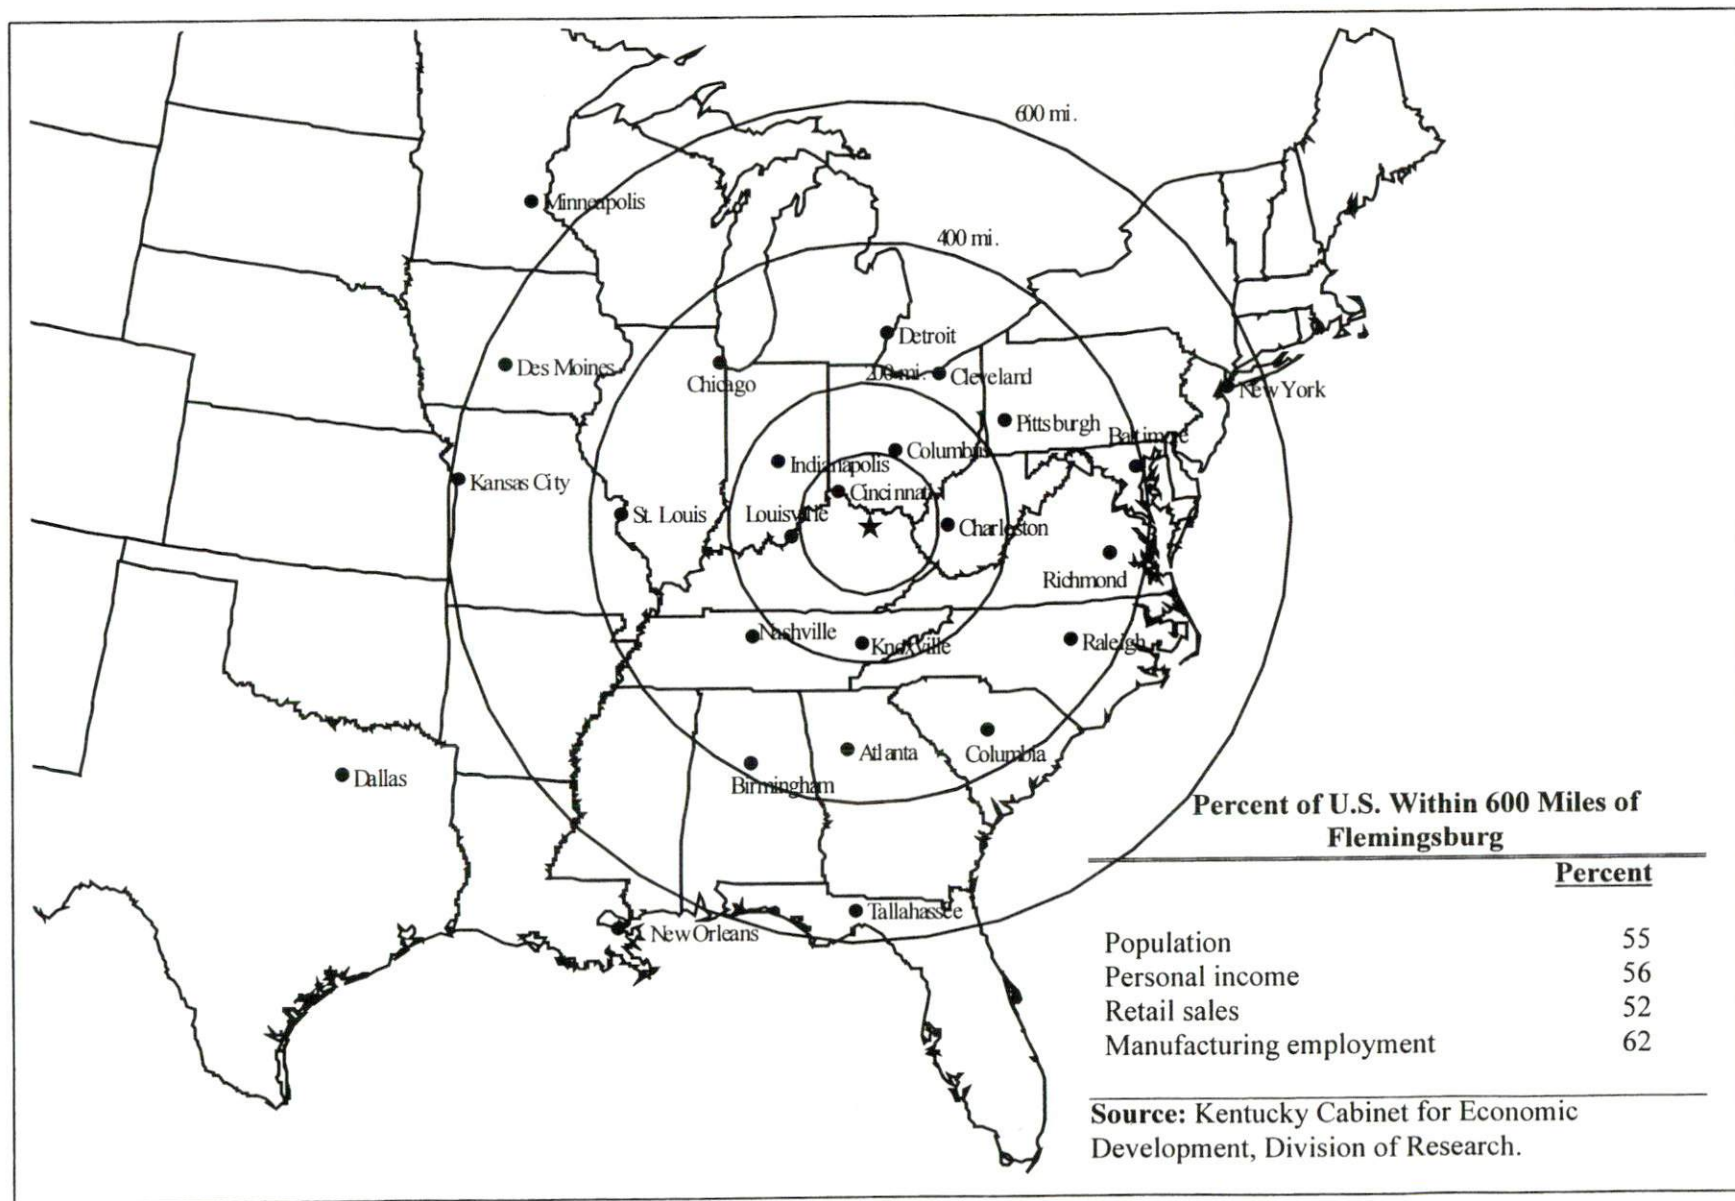 600 mi.
Minneapolis
400 mi.
Detroit
Des Moines
Chicago
200 mi.
Cleveland
New York
Pittsburgh
Baltimore
Columbus
Indianapolis
Kansas City
Cincinnati
St. Louis
Louisville
Charleston
Richmond
Nashville
Knoxville
Raleigh
Atlanta
Columbia
Dallas
Birmingham
Tallahassee
New Orleans
Percent of U.S. Within 600 Miles of
Flemingsburg
Percent
Population 55
Personal income 56
Retail sales 52
Manufacturing employment 62
Source: Kentucky Cabinet for Economic
Development, Division of Research.